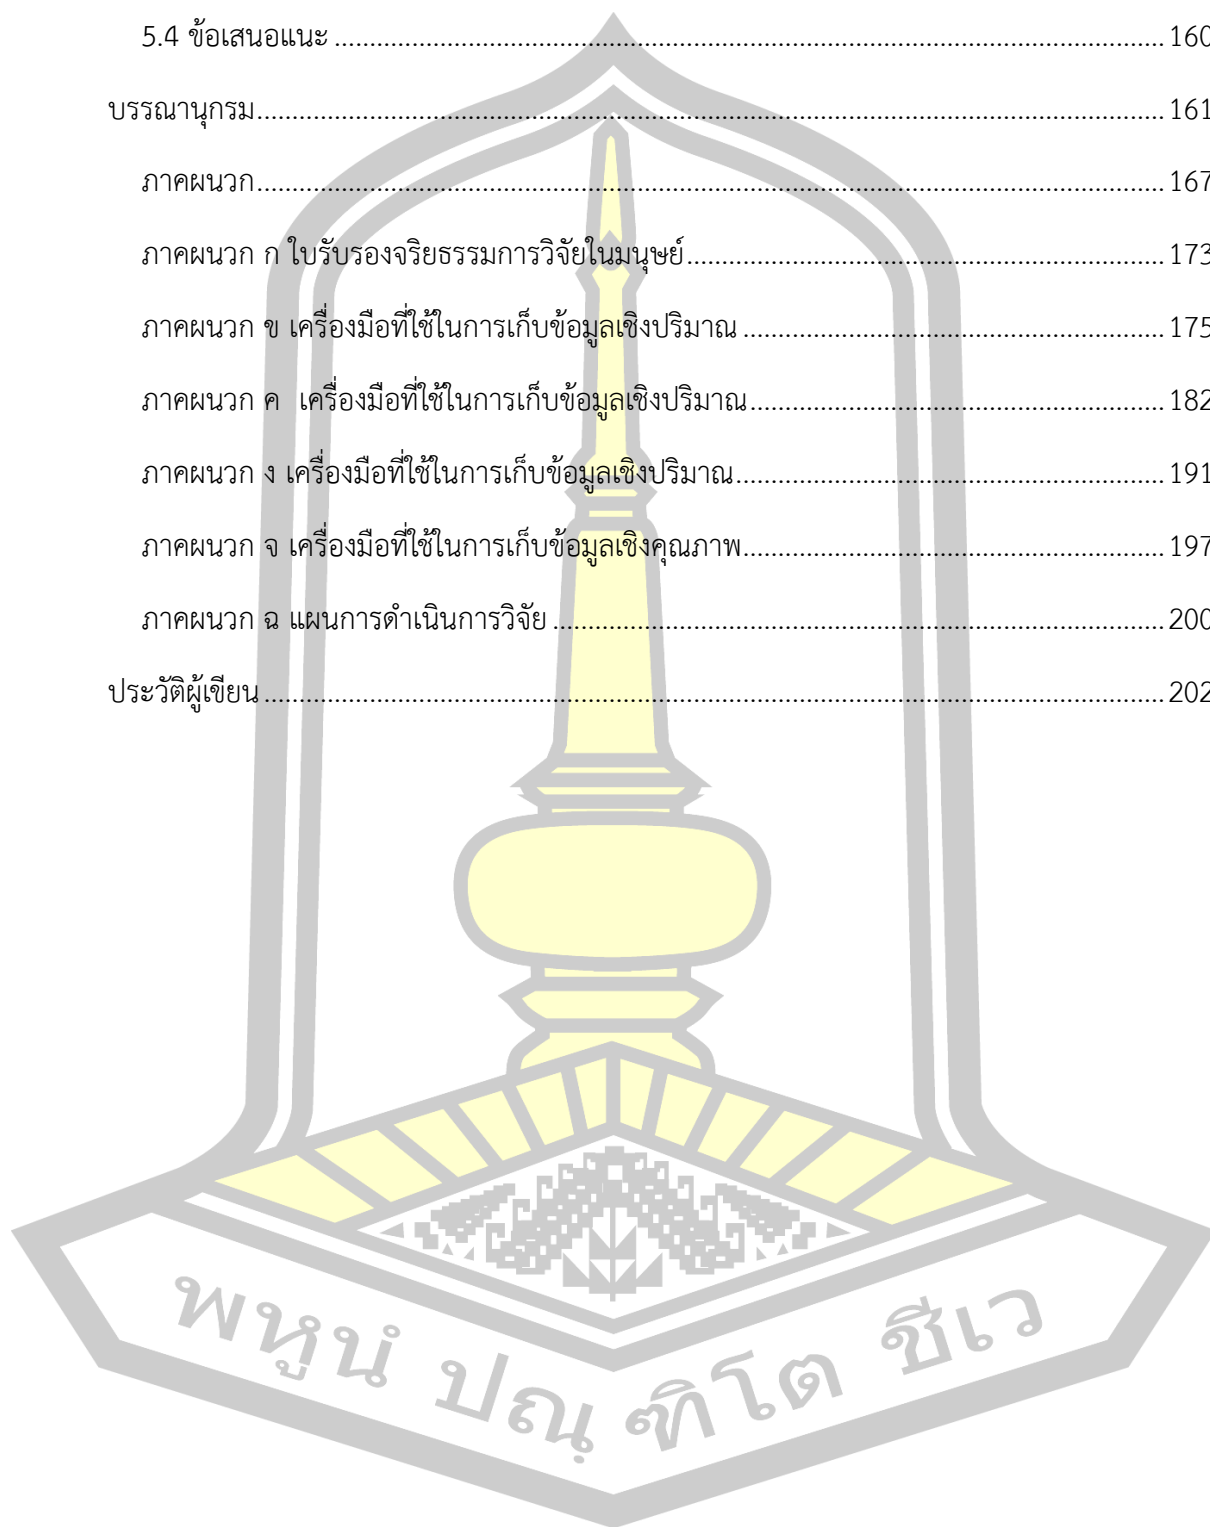 5.4 ข้อเสนอแนะ ........................................................................................................ 160
บรรณานุกรม................................................................................................................. 161
ภาคผนวก................................................................................................................. 167
ภาคผนวก ก ใบรับรองจริยธรรมการวิจัยในมนุษย์............................................................ 173
ภาคผนวก ข เครื่องมือที่ใช้ในการเก็บข้อมูลเชิงปริมาณ ..................................................... 175
ภาคผนวก ค  เครื่องมือที่ใช้ในการเก็บข้อมูลเชิงปริมาณ.................................................... 182
ภาคผนวก ง เครื่องมือที่ใช้ในการเก็บข้อมูลเชิงปริมาณ...................................................... 191
ภาคผนวก จ เครื่องมือที่ใช้ในการเก็บข้อมูลเชิงคุณภาพ..................................................... 197
ภาคผนวก ฉ แผนการดำเนินการวิจัย ............................................................................. 200
ประวัติผู้เขียน ................................................................................................................ 202
พหูนํ ปณฺฑิโต ชีเว